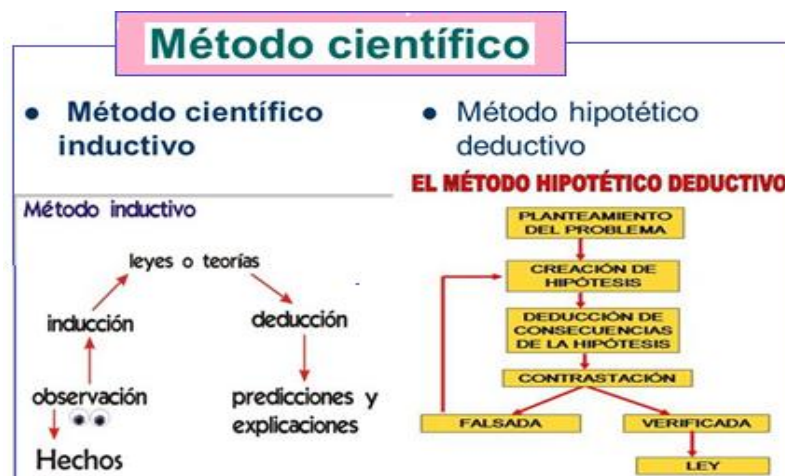 Método científico
● Método científico
inductivo
Método inductivo
leyes o teorías
inducción
deducción
observación
predicciones y
explicaciones
Hechos
● Método hipotético
deductivo
EL MÉTODO HIPOTÉTICO DEDUCTIVO
PLANTEAMIENTO
DEL PROBLEMA
CREACIÓN DE
HIPÓTESIS
DEDUCCIÓN DE
CONSECUENCIAS
DE LA HIPÓTESIS
CONTRASTACIÓN
FALSADA
VERIFICADA
LEY